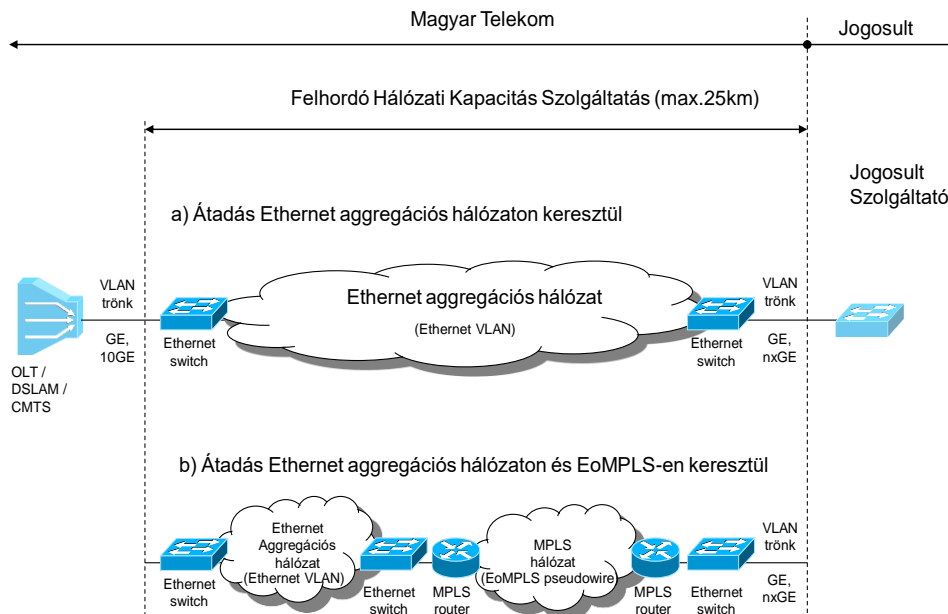 Magyar Telekom
Jogosult
Felhordó Hálózati Kapacitás Szolgáltatás (max.25km)
Jogosult
Szolgáltató
a) Átadás Ethernet aggregációs hálózaton keresztül
VLAN
trönk
GE,
10GE
OLT /
DSLAM /
CMTS
Ethernet
switch
Ethernet aggregációs hálózat
(Ethernet VLAN)
Ethernet
switch
VLAN
trönk
GE,
nxGE
b) Átadás Ethernet aggregációs hálózaton és EoMPLS-en keresztül
Ethernet
switch
Ethernet
Aggregációs
hálózat
(Ethernet VLAN)
Ethernet
switch
MPLS
router
MPLS
hálózat
(EoMPLS pseudowire
MPLS
router
Ethernet
switch
VLAN
trönk
GE,
nxGE